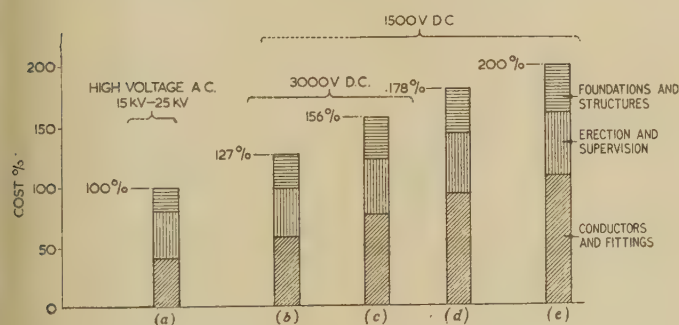 1500V D C
200%
178%
HIGH VOLTAGE A C.
15 KV–25 KV
3000V D.C.
156%
127%
100%
FOUNDATIONS AND
STRUCTURES
ERECTION AND
SUPERVISION
CONDUCTORS
AND FITTINGS
COST %
200
150
100
50
0
(a)
(b)
(c)
(d)
(e)